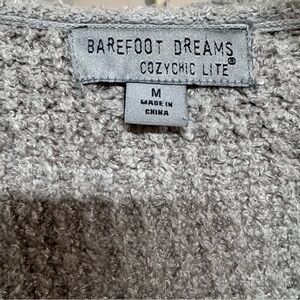 BAREFOOT DREAMS
COZYCHIC LITE®
M
MADE IN
CHINA